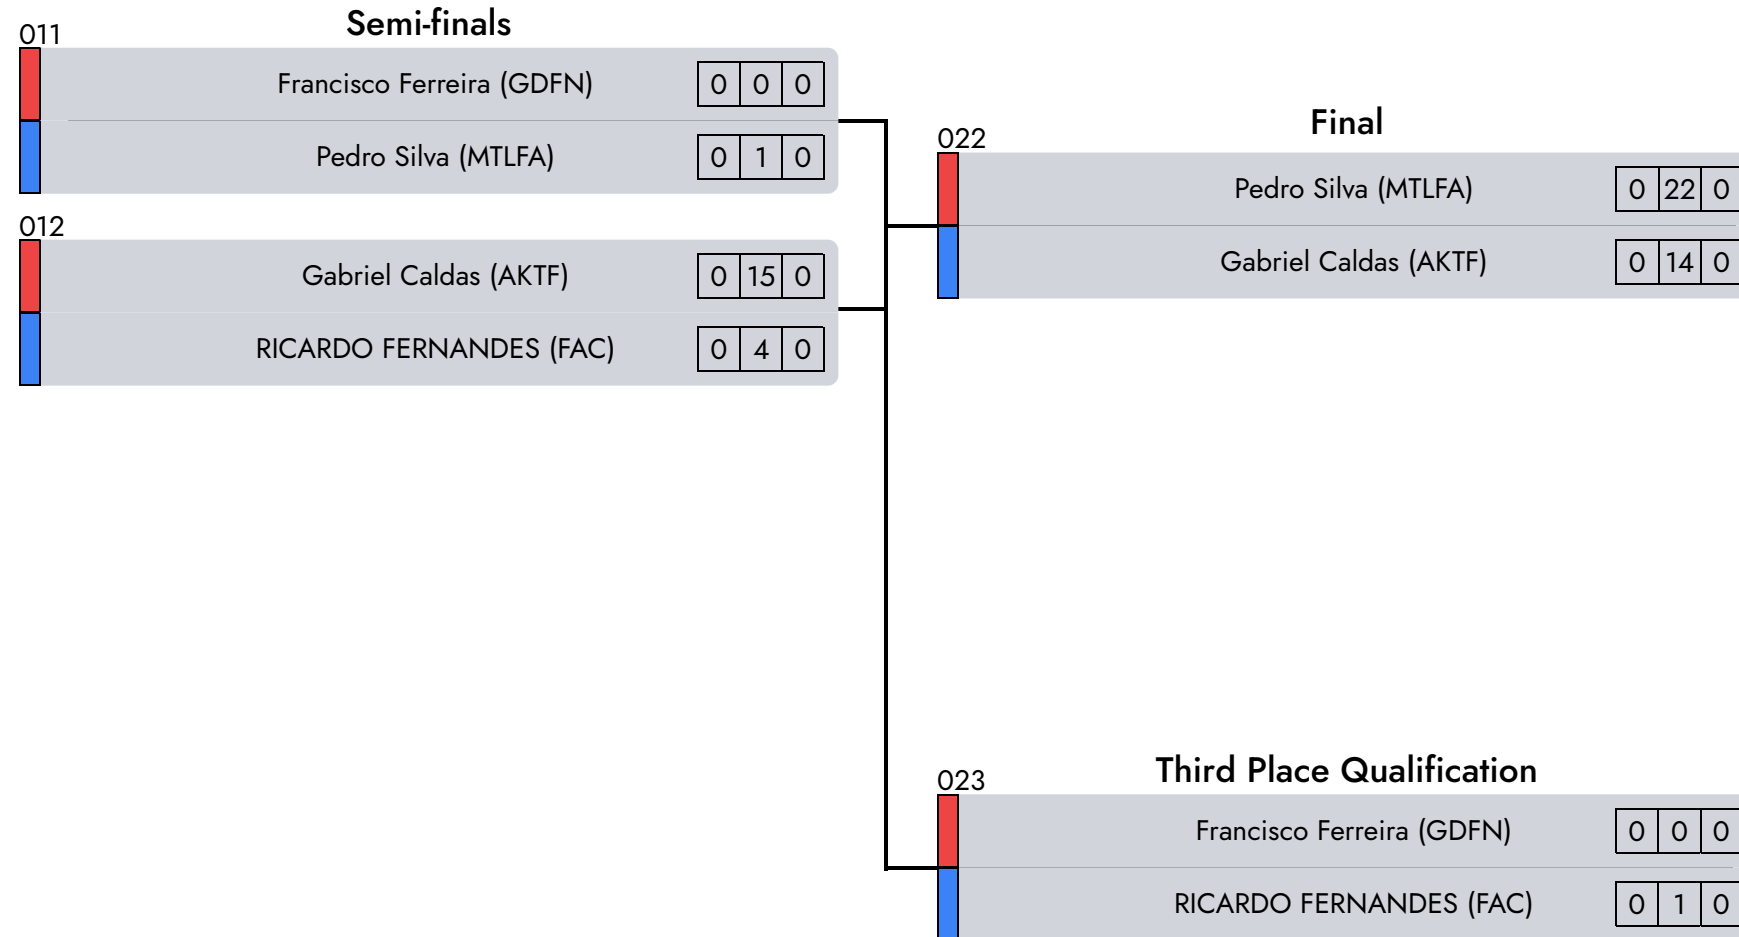 Semi-finals
011
Francisco Ferreira (GDFN) 0 0 0
Pedro Silva (MTLFA) 0 1 0
012
Gabriel Caldas (AKTF) 0 15 0
RICARDO FERNANDES (FAC) 0 4 0
Final
022
Pedro Silva (MTLFA) 0 22 0
Gabriel Caldas (AKTF) 0 14 0
Third Place Qualification
023
Francisco Ferreira (GDFN) 0 0 0
RICARDO FERNANDES (FAC) 0 1 0